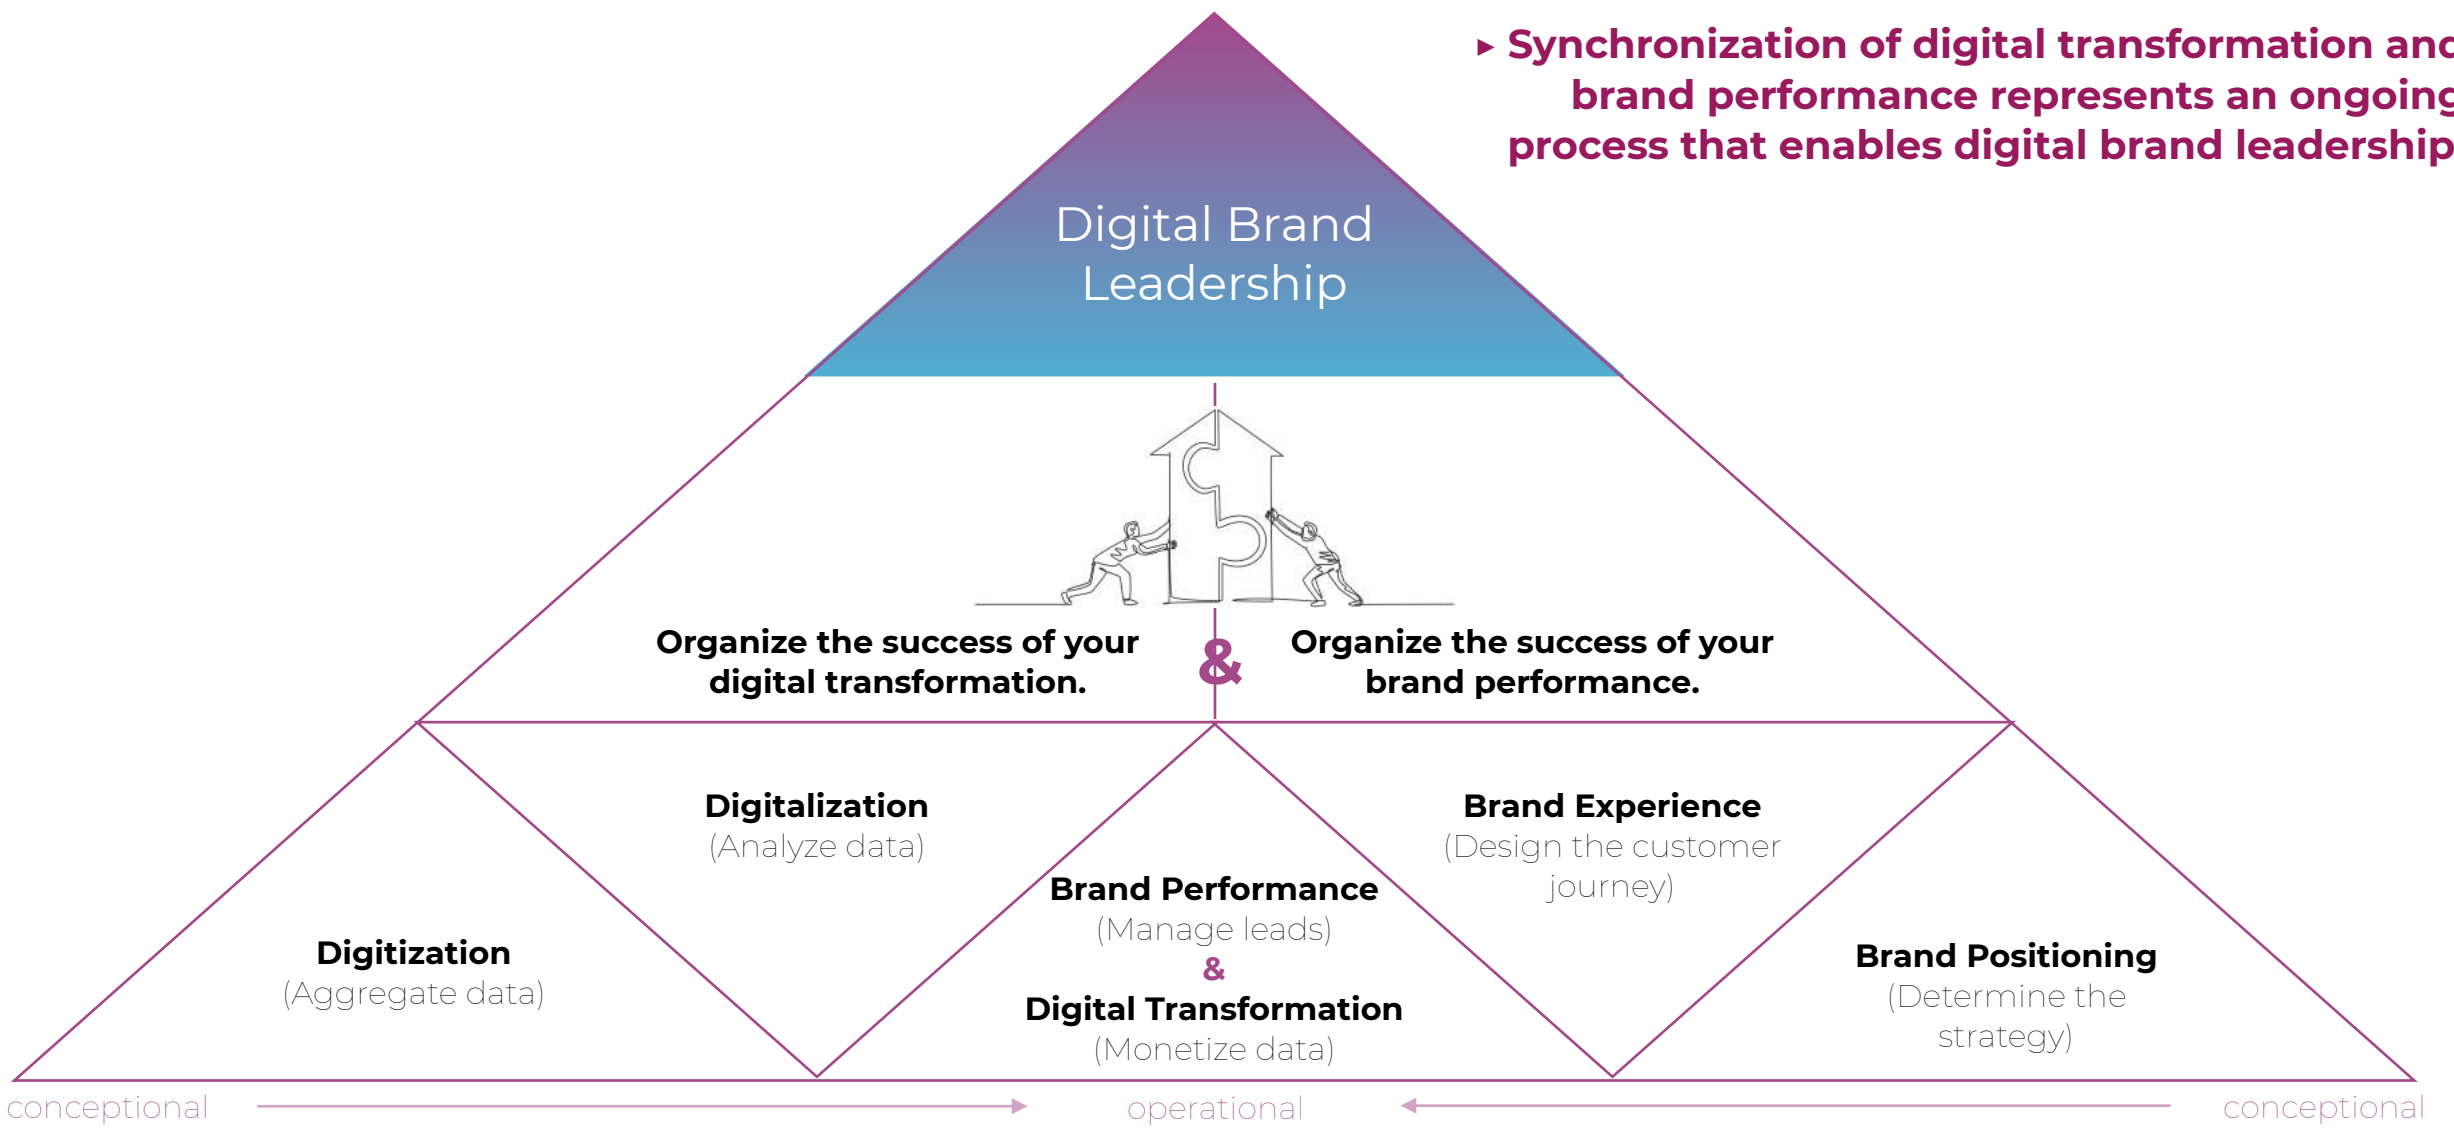 ▸ Synchronization of digital transformation and
brand performance represents an ongoing
process that enables digital brand leadership
Digital Brand
Leadership
Organize the success of your
digital transformation.
&
Organize the success of your
brand performance.
Digitization
(Aggregate data)
Digitalization
(Analyze data)
Brand Performance
(Manage leads)
&
Digital Transformation
(Monetize data)
Brand Experience
(Design the customer
journey)
Brand Positioning
(Determine the
strategy)
conceptional
operational
conceptional